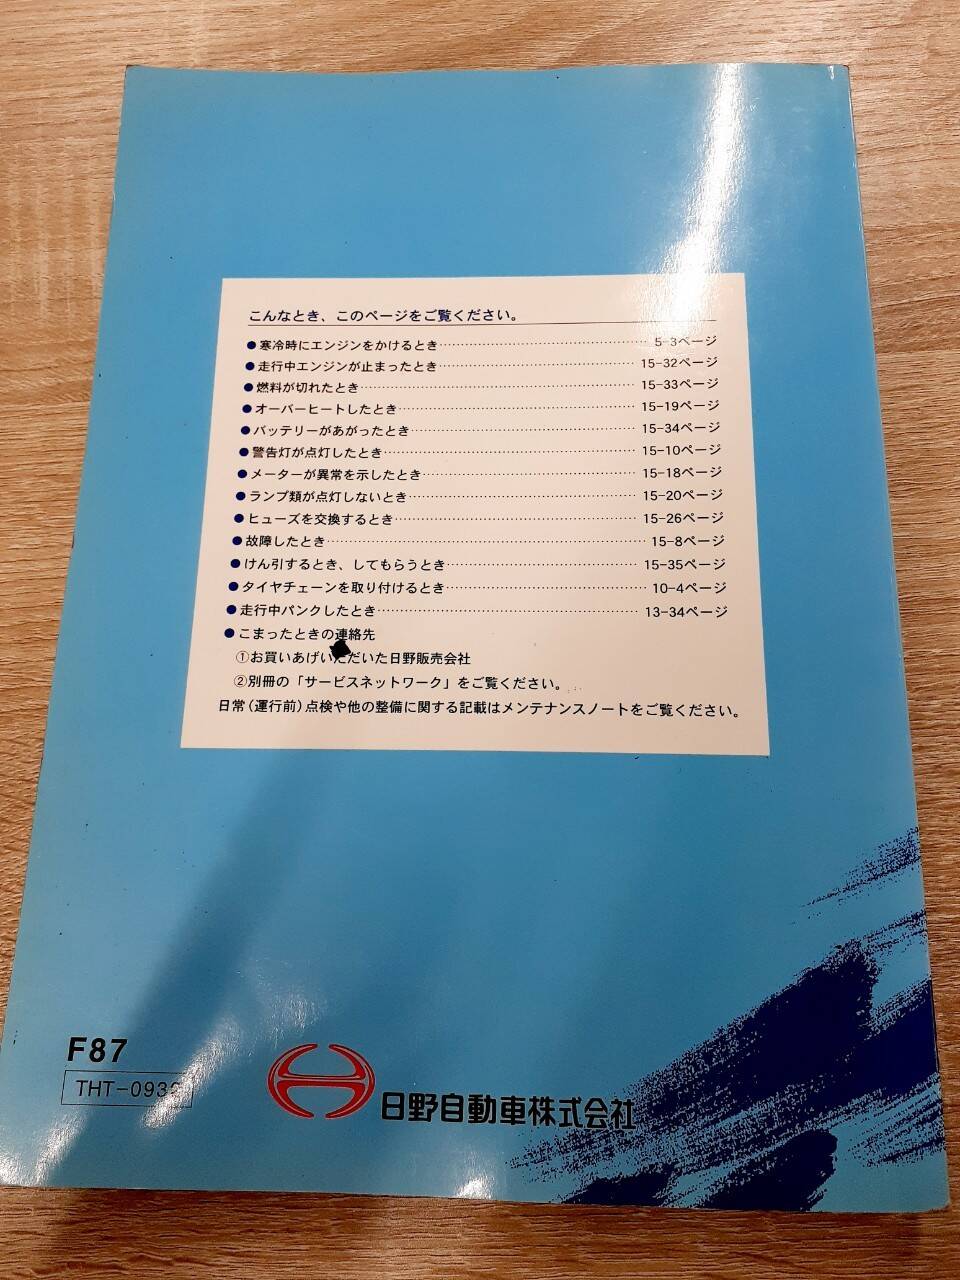 こんなとき、このページをご覧ください。
●寒冷時にエンジンをかけるとき……5-3ページ
●走行中エンジンが止まったとき……15-32ページ
●燃料が切れたとき……15-33ページ
●オーバーヒートしたとき……15-19ページ
●バッテリーがあがったとき……15-34ページ
●警告灯が点灯したとき……15-10ページ
●メーターが異常を示したとき……15-18ページ
●ランプ類が点灯しないとき……15-20ページ
●ヒューズを交換するとき……15-26ページ
●故障したとき……15-8ページ
●けん引するとき、してもらうとき……15-35ページ
●タイヤチェーンを取り付けるとき……10-4ページ
●走行中パンクしたとき……13-34ページ
●こまったときの連絡先
①お買いあげいただいた日野販売会社
②別冊の「サービスネットワーク」をご覧ください。
日常(運行前)点検や他の整備に関する記載はメンテナンスノートをご覧ください。
F87
日野自動車株式会社